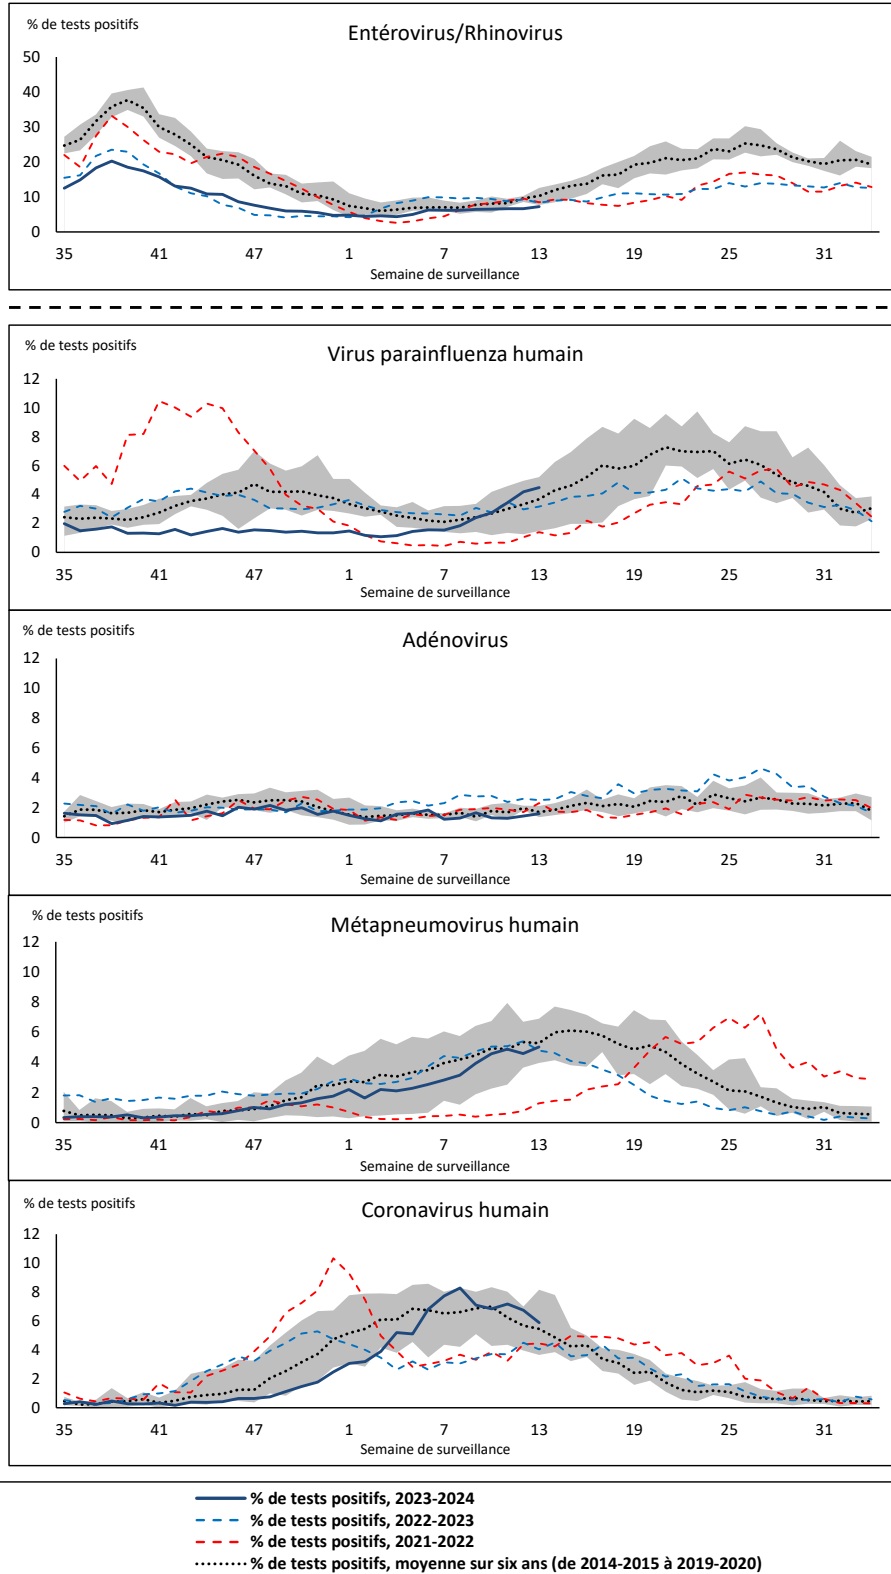 % de tests positifs
Entérovirus/Rhinovirus
50
40
30
20
10
0
35 41 47 1 7 13 19 25 31
Semaine de surveillance
% de tests positifs
Virus parainfluenza humain
12
10
8
6
4
2
0
35 41 47 1 7 13 19 25 31
Semaine de surveillance
% de tests positifs
Adénovirus
12
10
8
6
4
2
0
35 41 47 1 7 13 19 25 31
Semaine de surveillance
% de tests positifs
Métapneumovirus humain
12
10
8
6
4
2
0
35 41 47 1 7 13 19 25 31
Semaine de surveillance
% de tests positifs
Coronavirus humain
12
10
8
6
4
2
0
35 41 47 1 7 13 19 25 31
Semaine de surveillance
% de tests positifs, 2023-2024
% de tests positifs, 2022-2023
% de tests positifs, 2021-2022
% de tests positifs, moyenne sur six ans (de 2014-2015 à 2019-2020)